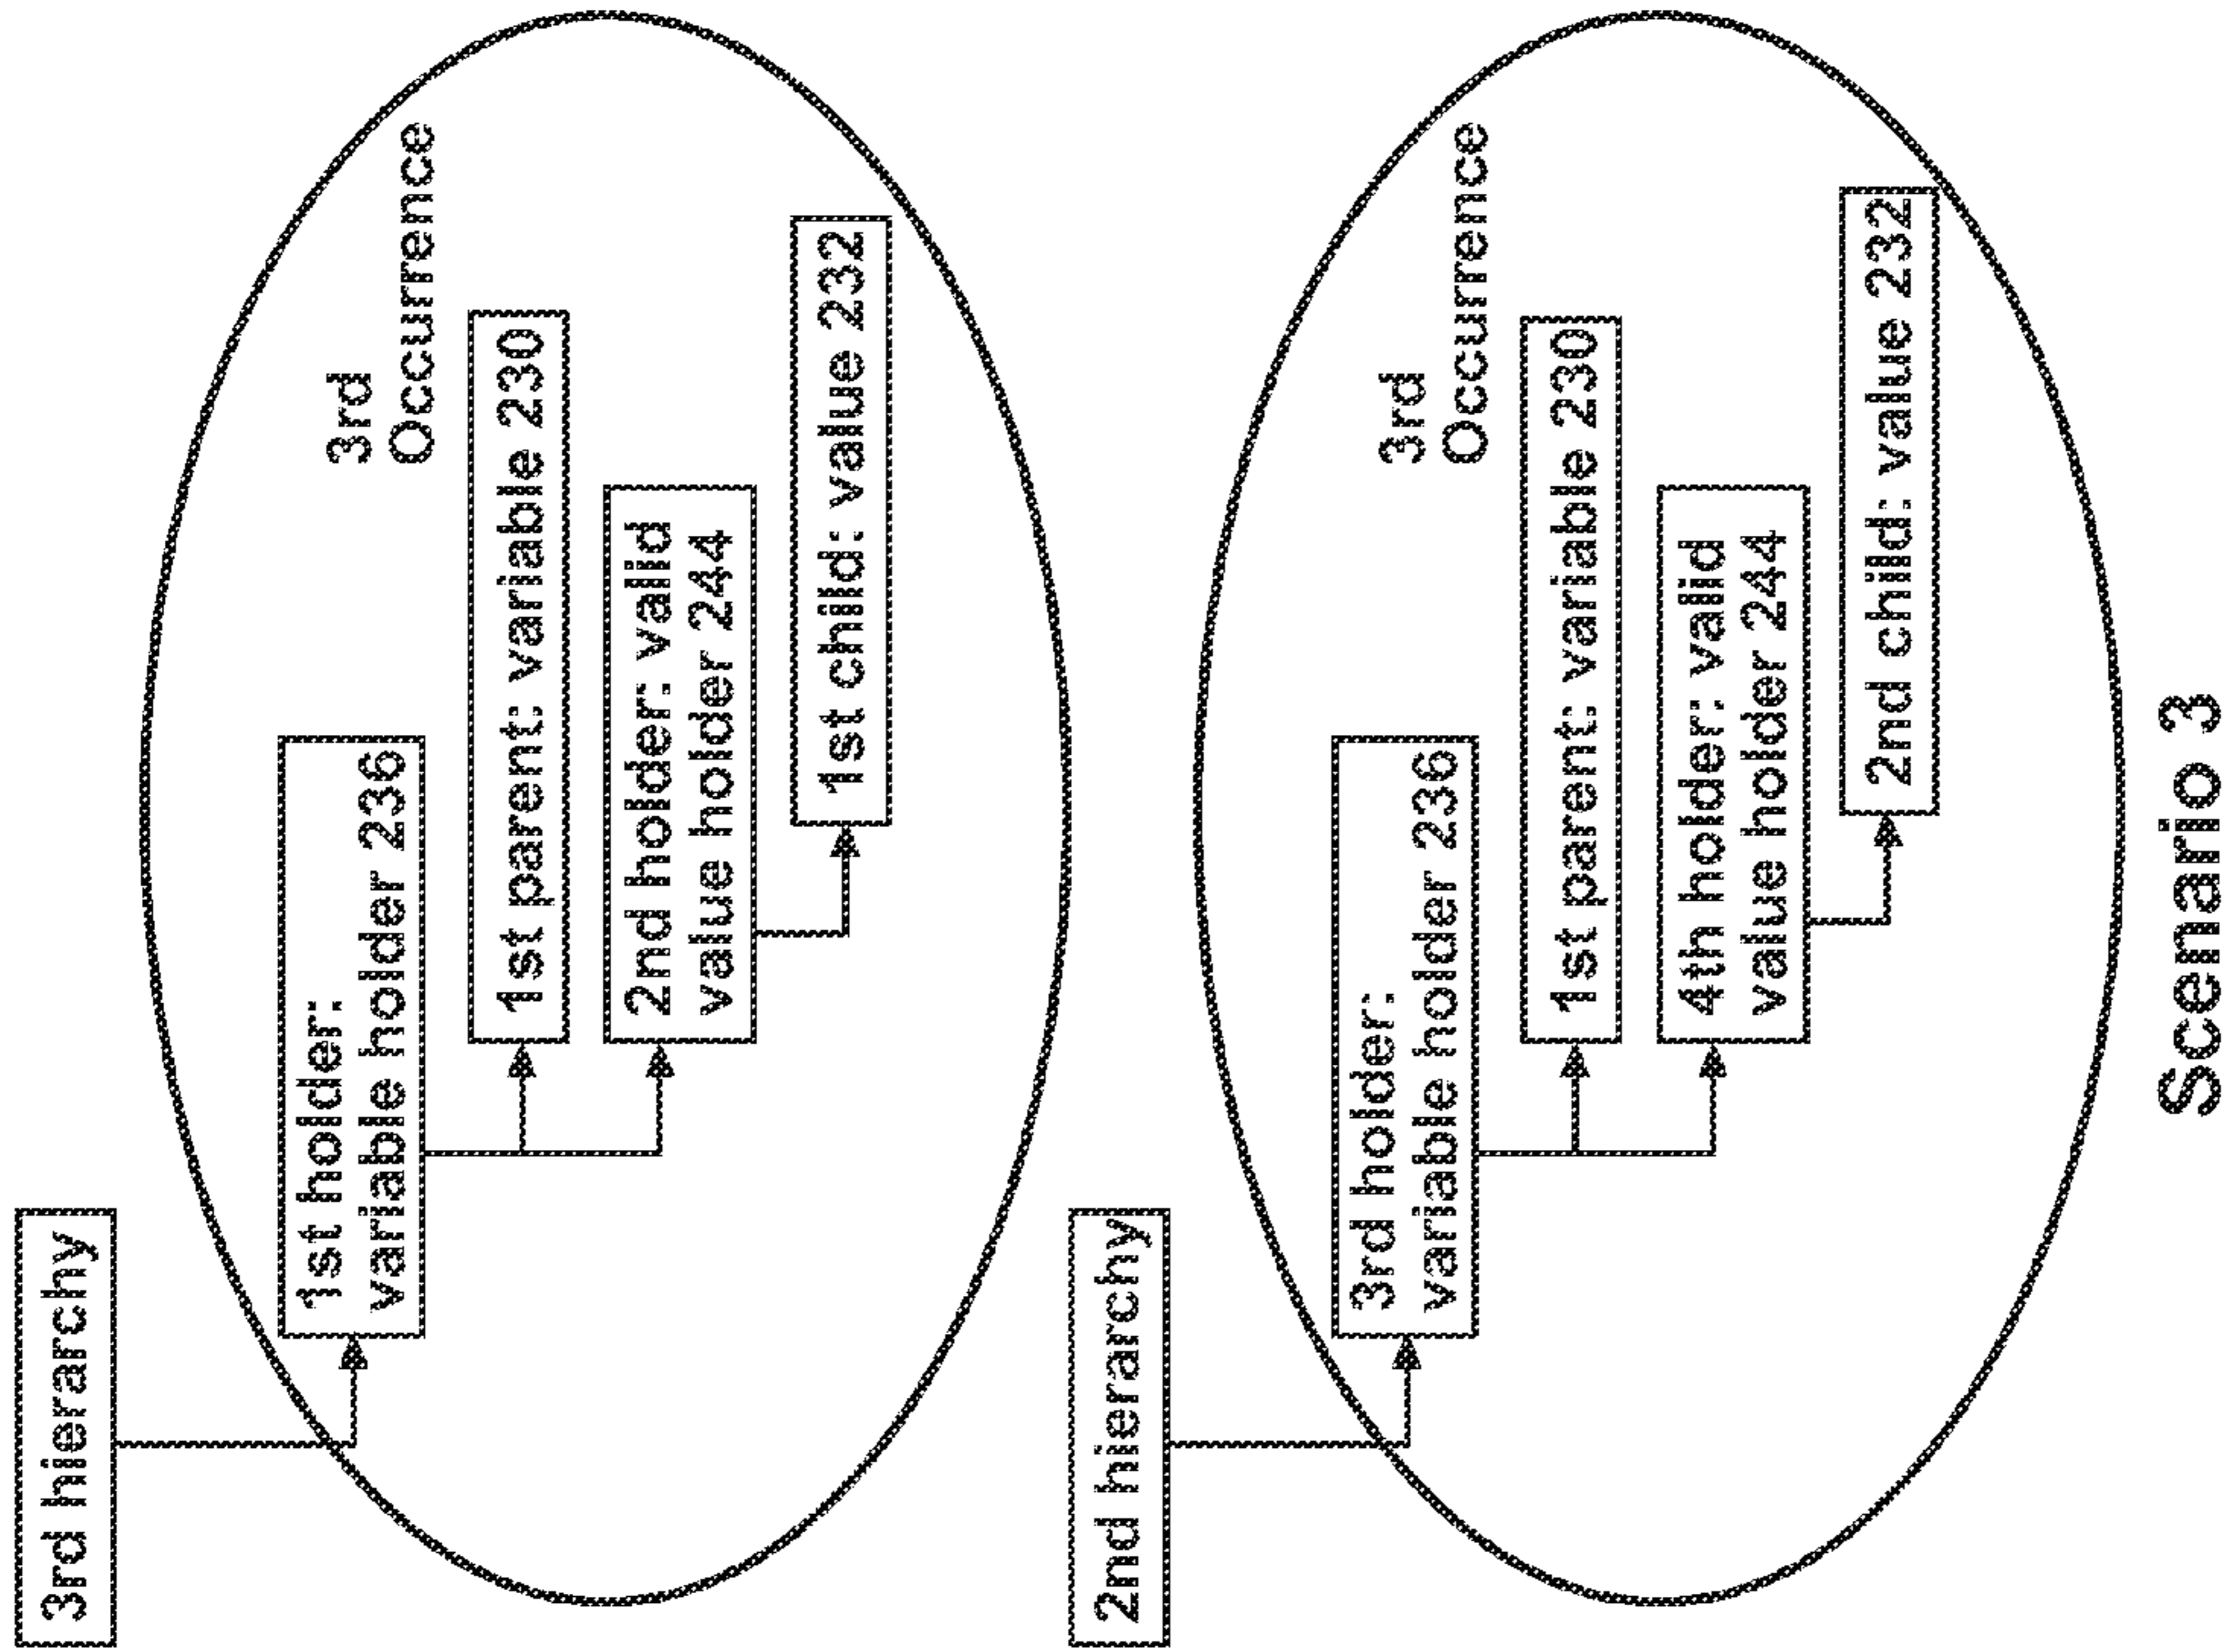 3rd hierarchy
1st holder:
variable holder 236
3rd
Occurrence
1st parent: variable 230
2nd holder: valid
value holder 244
1st child: value 232
2nd hierarchy
3rd holder:
variable holder 236
3rd
Occurrence
1st parent: variable 230
4th holder: valid
value holder 244
2nd child: value 232
Scenario 3